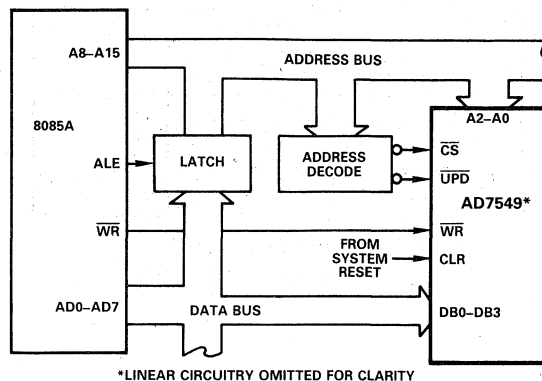 A8–A15
ADDRESS BUS
A2–A0
8085A
ALE
LATCH
ADDRESS
DECODE
CS
UPD
AD7549*
WR
WR
FROM
SYSTEM
RESET
CLR
AD0–AD7
DATA BUS
DB0–DB3
*LINEAR CIRCUITRY OMITTED FOR CLARITY